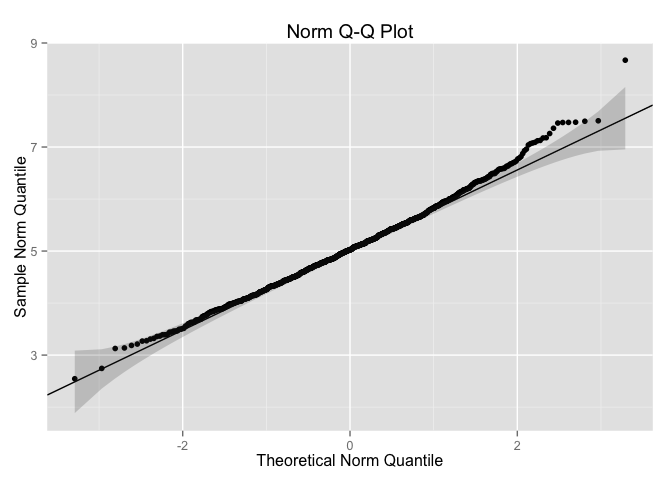 Norm Q-Q Plot
9
7
5
3
Sample Norm Quantile
-2 0 2
Theoretical Norm Quantile